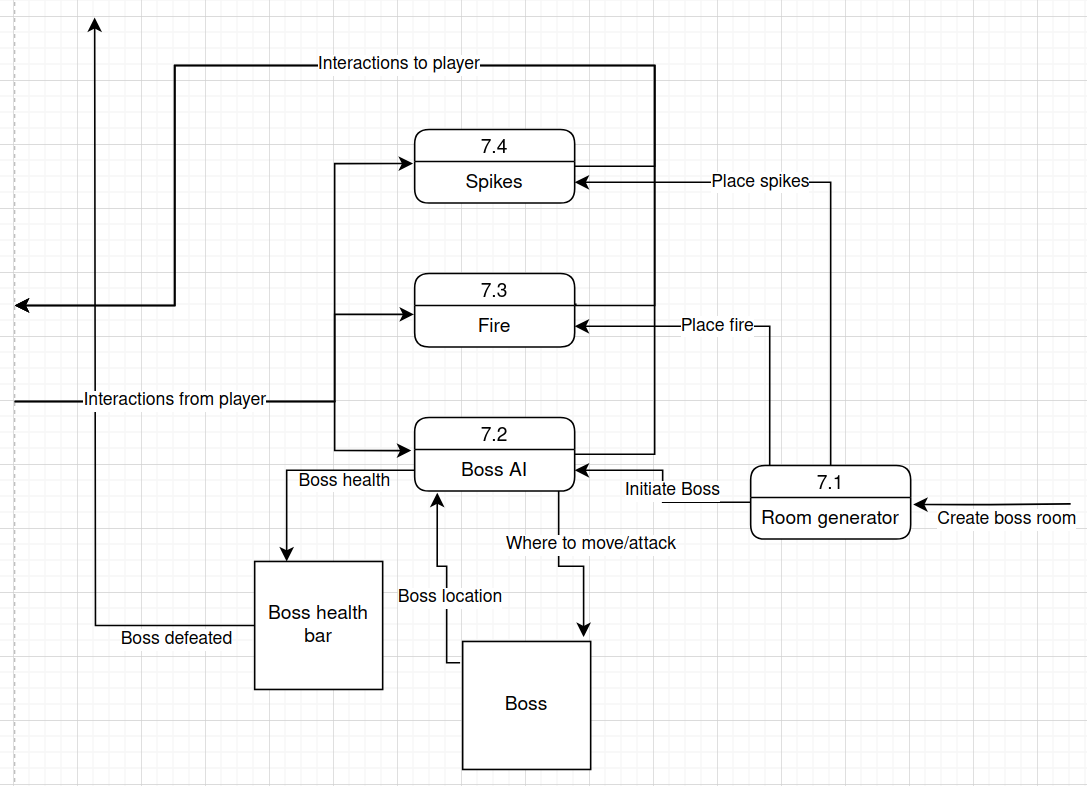 Interactions to player
7.4
Spikes
Place spikes
7.3
Fire
Place fire
Interactions from player
7.2
Boss AI
Boss health
Initiate Boss
7.1
Room generator
Create boss room
Where to move/attack
Boss location
Boss health
bar
Boss defeated
Boss